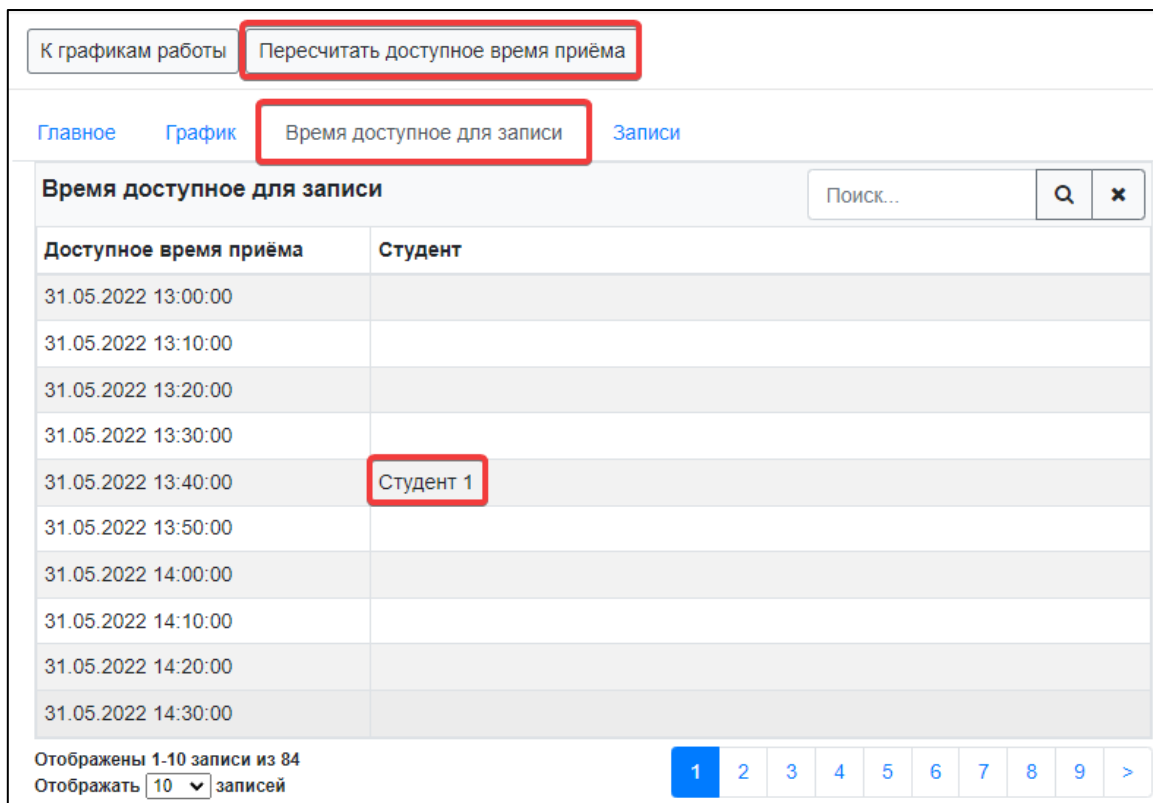 К графикам работы Пересчитать доступное время приёма
Главное График Время доступное для записи Записи
Время доступное для записи Поиск...
Доступное время приёма Студент
31.05.2022 13:00:00
31.05.2022 13:10:00
31.05.2022 13:20:00
31.05.2022 13:30:00
31.05.2022 13:40:00 Студент 1
31.05.2022 13:50:00
31.05.2022 14:00:00
31.05.2022 14:10:00
31.05.2022 14:20:00
31.05.2022 14:30:00
Отображены 1-10 записи из 84
Отображать 10 записей 1 2 3 4 5 6 7 8 9 >